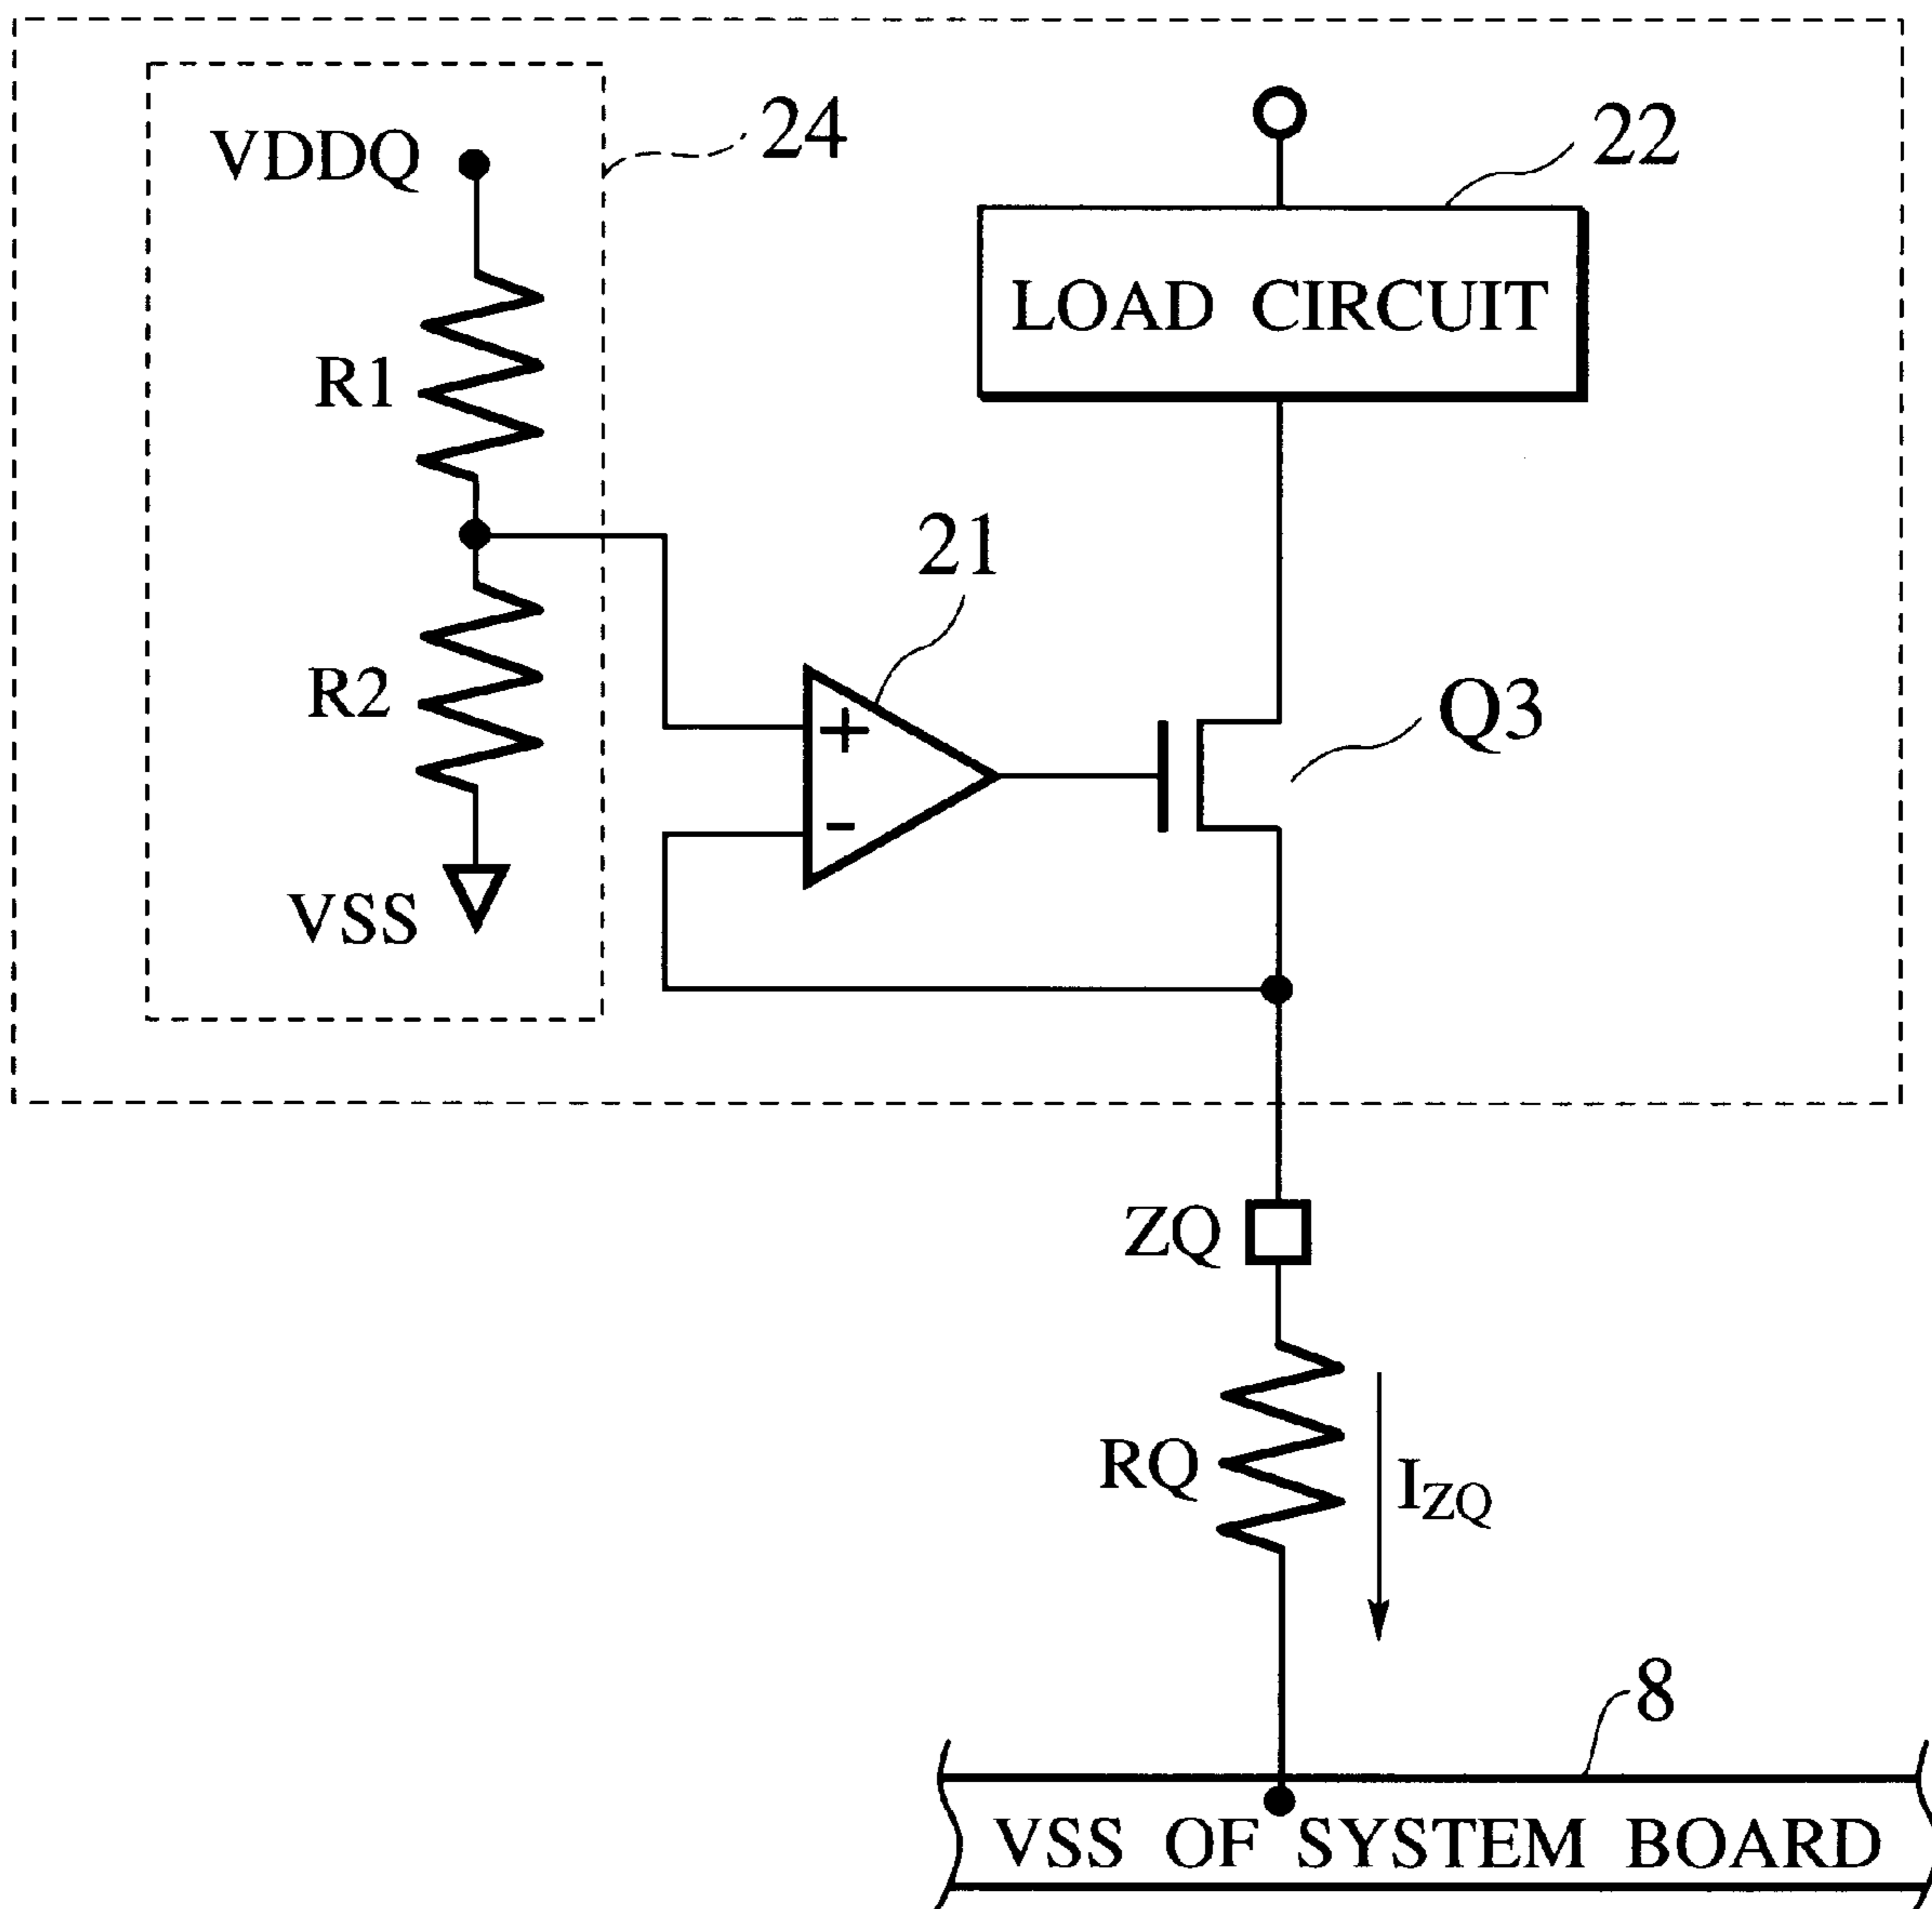 VDDQ
24
22
LOAD CIRCUIT
R1
21
R2
+
Q3
-
VSS
ZQ
RQ
IZQ
8
VSS OF SYSTEM BOARD